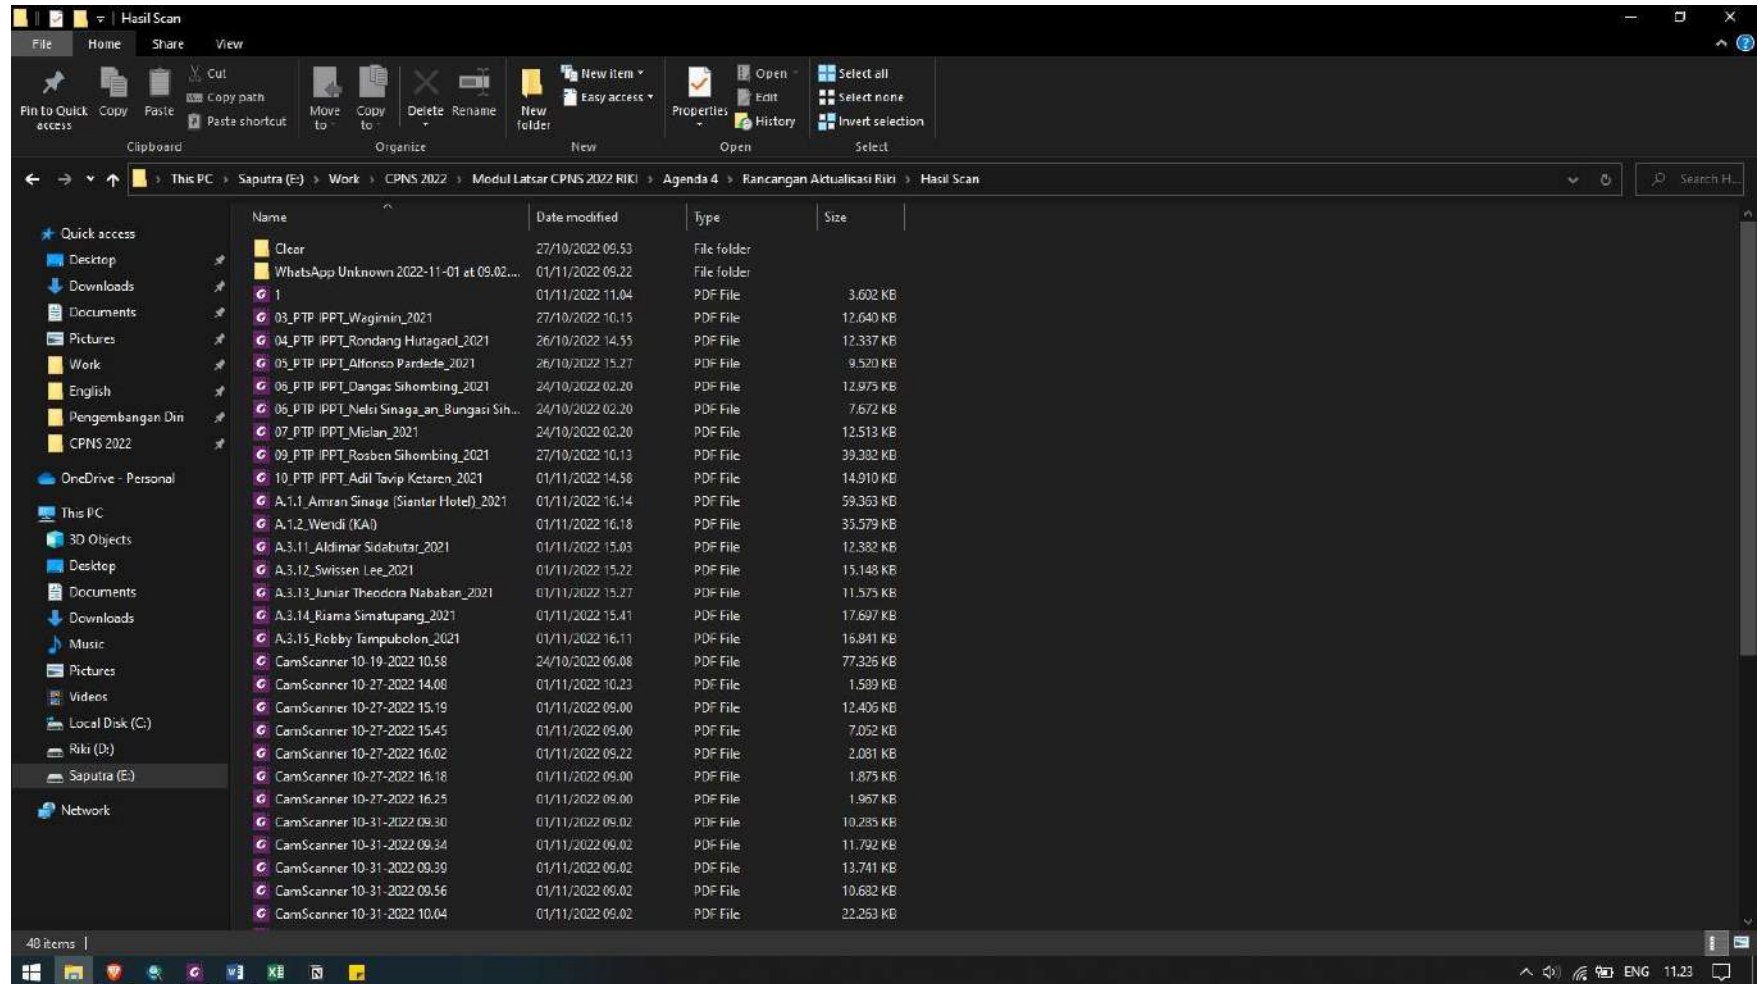 Hasil Scan
File Home Share View
Pin to Quick access Copy Paste Cut Copy path Paste shortcut
Clipboard
Move to Copy to Delete Rename
Organize
New folder New item Easy access
New
Properties Open Edit History
Open
Select all Select none Invert selection
Select
This PC > Saputra (E:) > Work > CPNS 2022 > Modul Latsar CPNS 2022 RIKI > Agenda 4 > Rancangan Aktualisasi Riki > Hasil Scan
Search H...
Quick access
Desktop
Downloads
Documents
Pictures
Work
English
Pengembangan Diri
CPNS 2022
OneDrive - Personal
This PC
3D Objects
Desktop
Documents
Downloads
Music
Pictures
Videos
Local Disk (C:)
Riki (D:)
Saputra (E:)
Network
Name Date modified Type Size
Clear 27/10/2022 09.53 File folder
WhatsApp Unknown 2022-11-01 at 09.02.... 01/11/2022 09.22 File folder
1 01/11/2022 11.04 PDF File 3.602 KB
03_PTP IPPT_Wagimin_2021 27/10/2022 10.15 PDF File 12.640 KB
04_PTP IPPT_Rondang Hutagaol_2021 26/10/2022 14.55 PDF File 12.337 KB
05_PTP IPPT_Alfonso Pardede_2021 26/10/2022 15.27 PDF File 9.520 KB
06_PTP IPPT_Dangas Sihombing_2021 24/10/2022 02.20 PDF File 12.975 KB
06_PTP IPPT_Nelsi Sinaga_an_Bungasi Sih... 24/10/2022 02.20 PDF File 7.672 KB
07_PTP IPPT_Mislan_2021 24/10/2022 02.20 PDF File 12.513 KB
09_PTP IPPT_Rosben Sihombing_2021 27/10/2022 10.13 PDF File 39.382 KB
10_PTP IPPT_Adil Tavip Ketaren_2021 01/11/2022 14.58 PDF File 14.910 KB
A.1.1_Amran Sinaga (Siantar Hotel)_2021 01/11/2022 16.14 PDF File 59.363 KB
A.1.2_Wendi (KAI) 01/11/2022 16.18 PDF File 35.579 KB
A.3.11_Aldimar Sidabutar_2021 01/11/2022 15.03 PDF File 12.382 KB
A.3.12_Swissen Lee_2021 01/11/2022 15.22 PDF File 15.148 KB
A.3.13_Juniar Theodora Nababan_2021 01/11/2022 15.27 PDF File 11.575 KB
A.3.14_Riama Simatupang_2021 01/11/2022 15.41 PDF File 17.697 KB
A.3.15_Robby Tampubolon_2021 01/11/2022 16.11 PDF File 16.841 KB
CamScanner 10-19-2022 10.58 24/10/2022 09.08 PDF File 77.326 KB
CamScanner 10-27-2022 14.08 01/11/2022 10.23 PDF File 1.589 KB
CamScanner 10-27-2022 15.19 01/11/2022 09.00 PDF File 12.406 KB
CamScanner 10-27-2022 15.45 01/11/2022 09.00 PDF File 7.052 KB
CamScanner 10-27-2022 16.02 01/11/2022 09.22 PDF File 2.081 KB
CamScanner 10-27-2022 16.18 01/11/2022 09.00 PDF File 1.875 KB
CamScanner 10-27-2022 16.25 01/11/2022 09.00 PDF File 1.967 KB
CamScanner 10-31-2022 09.30 01/11/2022 09.02 PDF File 10.285 KB
CamScanner 10-31-2022 09.34 01/11/2022 09.02 PDF File 11.792 KB
CamScanner 10-31-2022 09.39 01/11/2022 09.02 PDF File 13.741 KB
CamScanner 10-31-2022 09.56 01/11/2022 09.02 PDF File 10.682 KB
CamScanner 10-31-2022 10.04 01/11/2022 09.02 PDF File 22.263 KB
48 items
ENG 11.23